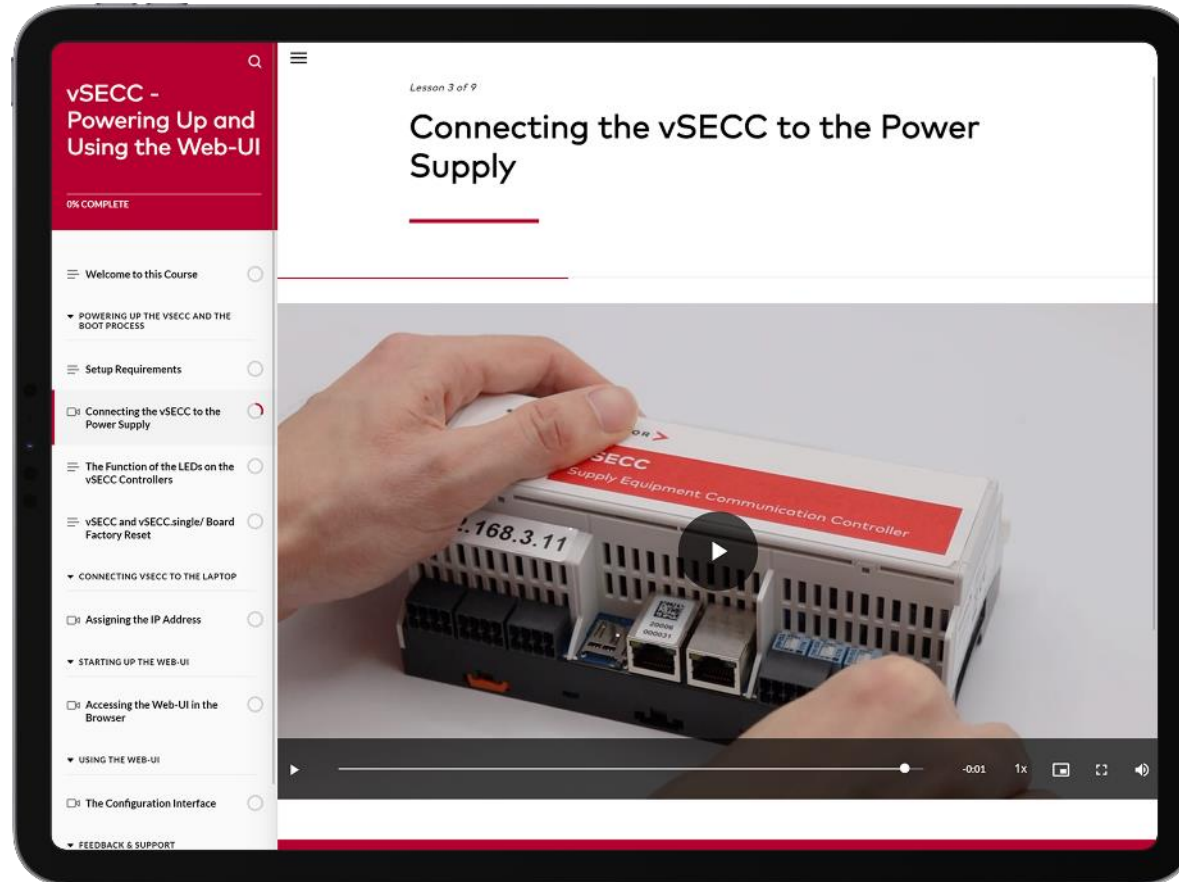 vSECC -
Powering Up and
Using the Web-UI
0% COMPLETE
Welcome to this Course
POWERING UP THE VSECC AND THE
BOOT PROCESS
Setup Requirements
Connecting the vSECC to the
Power Supply
The Function of the LEDs on the
vSECC Controllers
vSECC and vSECC.single/ Board
Factory Reset
CONNECTING VSECC TO THE LAPTOP
Assigning the IP Address
STARTING UP THE WEB-UI
Accessing the Web-UI in the
Browser
USING THE WEB-UI
The Configuration Interface
FEEDBACK & SUPPORT
Lesson 3 of 9
Connecting the vSECC to the Power
Supply
OR
SECC
Supply Equipment Communication Controller
.168.3.11
20006
000031
-0:01
1x